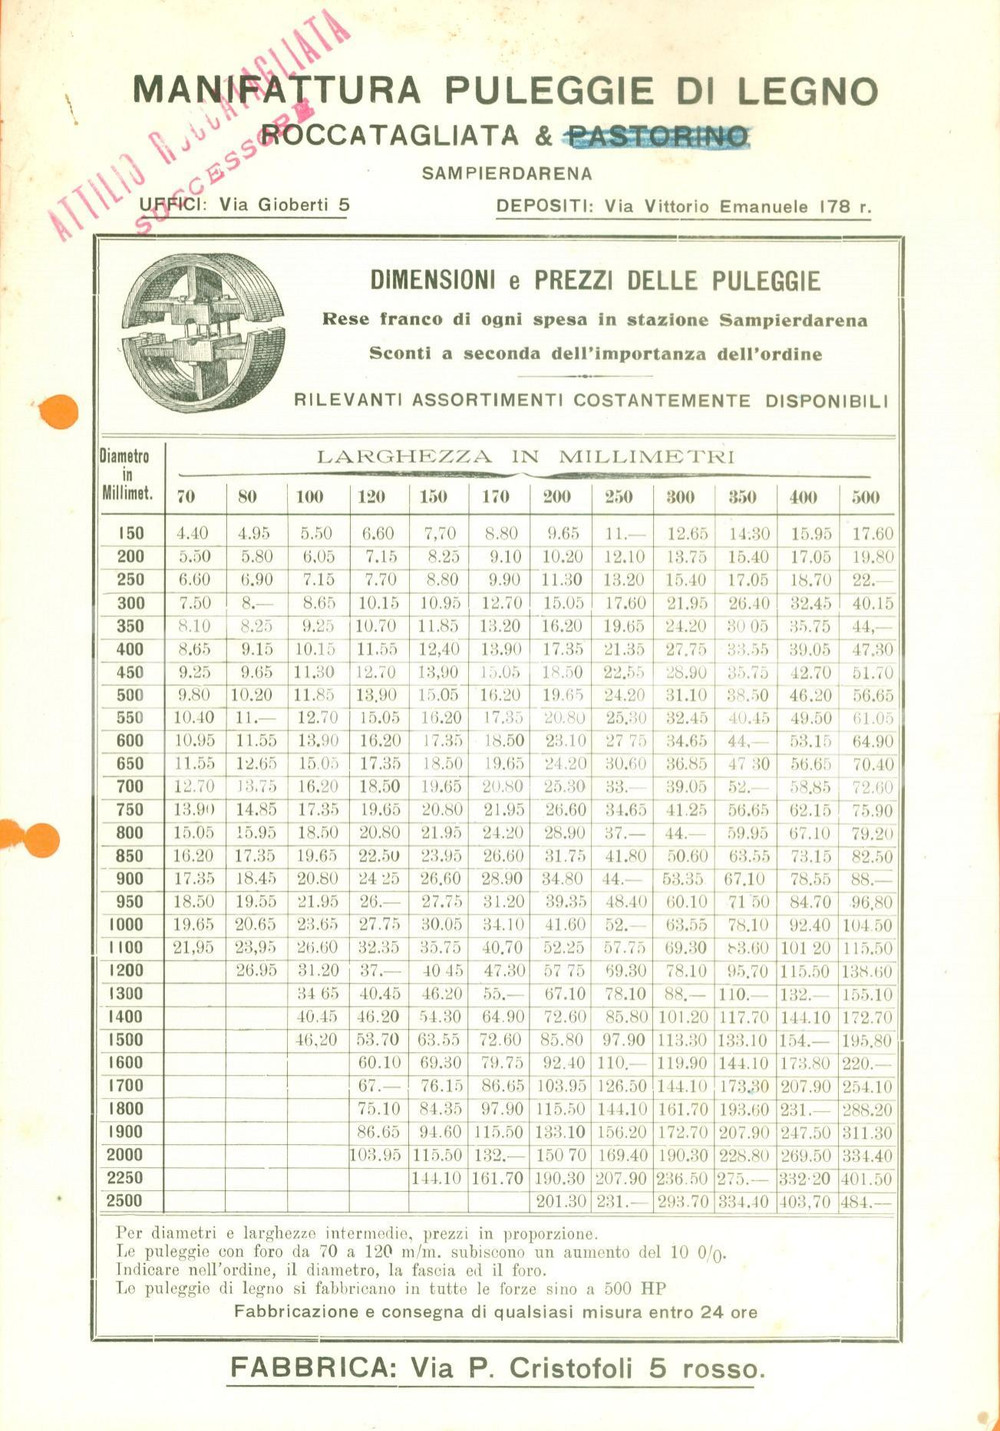 ATTILIO ROCCATAGLIATA
SUCCESSORE
MANIFATTURA PULEGGIE DI LEGNO
ROCCATAGLIATA & PASTORINO
SAMPIERDARENA
UFFICI: Via Gioberti 5 DEPOSITI: Via Vittorio Emanuele 178 r.
DIMENSIONI e PREZZI DELLE PULEGGIE
Rese franco di ogni spesa in stazione Sampierdarena
Sconti a seconda dell'importanza dell'ordine
RILEVANTI ASSORTIMENTI COSTANTEMENTE DISPONIBILI
Diametro in Millimet. LARGHEZZA IN MILLIMETRI
70 80 100 120 150 170 200 250 300 350 400 500
150 4.40 4.95 5.50 6.60 7,70 8.80 9.65 11.— 12.65 14.30 15.95 17.60
200 5.50 5.80 6,05 7.15 8.25 9.10 10.20 12.10 13.75 15.40 17.05 19.80
250 6.60 6.90 7.15 7.70 8.80 9.90 11.30 13.20 15.40 17.05 18.70 22.—
300 7.50 8.— 8.65 10.15 10.95 12.70 15.05 17.60 21.95 26.40 32.45 40.15
350 8.10 8.25 9.25 10.70 11.85 13.20 16.20 19.65 24.20 30 05 35.75 44,—
400 8.65 9.15 10.15 11.55 12,40 13.90 17.35 21.35 27.75 33.55 39.05 47.30
450 9.25 9.65 11.30 12.70 13,90 15.05 18.50 22,55 28.90 35.75 42.70 51.70
500 9.80 10.20 11.85 13,90 15.05 16.20 19.65 24.20 31.10 38.50 46.20 56.65
550 10.40 11.— 12.70 15.05 16.20 17.35 20.80 25,30 32.45 40.45 49.50 61.05
600 10.95 11.55 13.90 16.20 17.35 18.50 23.10 27 75 34.65 44,— 53.15 64.90
650 11.55 12.65 15.05 17.35 18.50 19,65 24.20 30.60 36.85 47 30 56.65 70.40
700 12.70 13.75 16.20 18.50 19.65 20.80 25.30 33.— 39.05 52.— 58,85 72.60
750 13.90 14.85 17.35 19.65 20.80 21.95 26.60 34.65 41.25 56,65 62.15 75.90
800 15.05 15.95 18.50 20.80 21.95 24.20 28.90 37.— 44.— 59.95 67.10 79,20
850 16.20 17.35 19.65 22.50 23.95 26.60 31.75 41.80 50.60 63.55 73.15 82.50
900 17.35 18.45 20.80 24 25 26,60 28.90 34.80 44.— 53.35 67,10 78.55 88.—
950 18.50 19.55 21.95 26.— 27.75 31.20 39.35 48.40 60.10 71 50 84.70 96,80
1000 19.65 20.65 23.65 27.75 30.05 34.10 41.60 52.— 63.55 78,10 92.40 104.50
1100 21,95 23,95 26.60 32.35 35.75 40,70 52.25 57.75 69.30 83.60 101 20 115.50
1200 26.95 31.20 37.— 40 45 47.30 57 75 69.30 78.10 95,70 115.50 138.60
1300 34 65 40.45 46.20 55.— 67.10 78.10 88.— 110.— 132.— 155.10
1400 40.45 46.20 54.30 64.90 72.60 85.80 101.20 117.70 144.10 172.70
1500 46,20 53.70 63.55 72.60 85.80 97.90 113.30 133.10 154.— 195,80
1600 60.10 69.30 79.75 92.40 110.— 119.90 144.10 173.80 220.—
1700 67.— 76.15 86.65 103.95 126.50 144.10 173.30 207.90 254.10
1800 75.10 84.35 97.90 115.50 144.10 161.70 193.60 231.— 288.20
1900 86.65 94.60 115.50 133.10 156.20 172.70 207.90 247.50 311.30
2000 103.95 115.50 132.— 150 70 169.40 190.30 228.80 269.50 334.40
2250 144.10 161.70 190.30 207.90 236.50 275.— 332·20 401.50
2500 201.30 231.— 293.70 334.40 403,70 484.—
Per diametri e larghezze intermedie, prezzi in proporzione.
Le puleggie con foro da 70 a 120 m/m. subiscono un aumento del 10 0/0.
Indicare nell'ordine, il diametro, la fascia ed il foro.
Le puleggie di legno si fabbricano in tutte le forze sino a 500 HP
Fabbricazione e consegna di qualsiasi misura entro 24 ore
FABBRICA: Via P. Cristofoli 5 rosso.